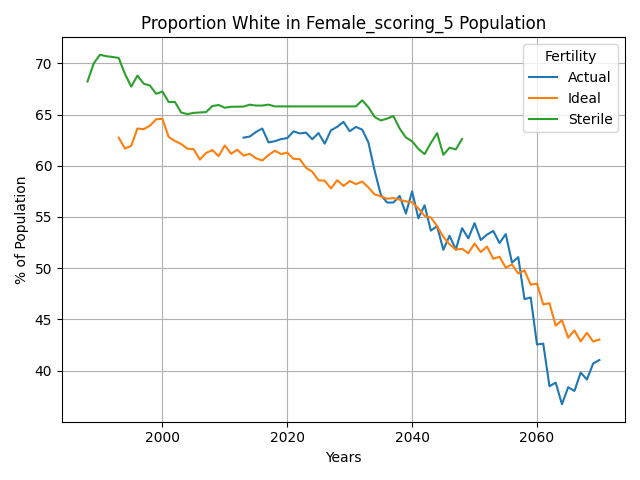 Proportion White in Female_scoring_5 Population
Fertility
Actual
Ideal
Sterile
% of Population
70
65
60
55
50
45
40
2000
2020
2040
2060
Years